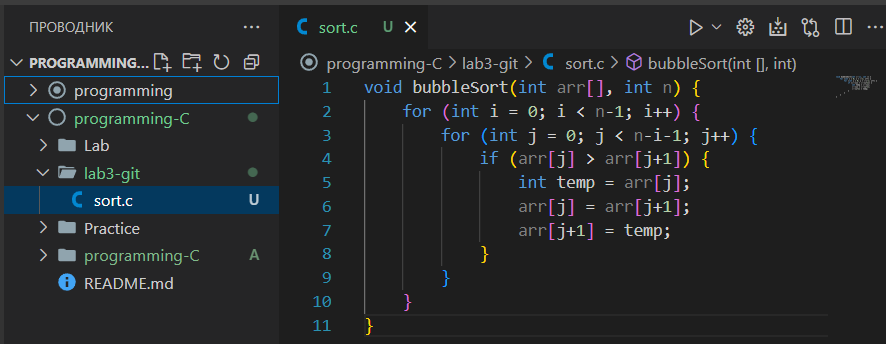 ПРОВОДНИК
PROGRAMMING...
programming
programming-C
Lab
lab3-git
C sort.c U
Practice
programming-C A
README.md
C sort.c U
programming-C > lab3-git > C sort.c > bubbleSort(int [], int)
1 void bubbleSort(int arr[], int n) {
2 for (int i = 0; i < n-1; i++) {
3 for (int j = 0; j < n-i-1; j++) {
4 if (arr[j] > arr[j+1]) {
5 int temp = arr[j];
6 arr[j] = arr[j+1];
7 arr[j+1] = temp;
8 }
9 }
10 }
11 }